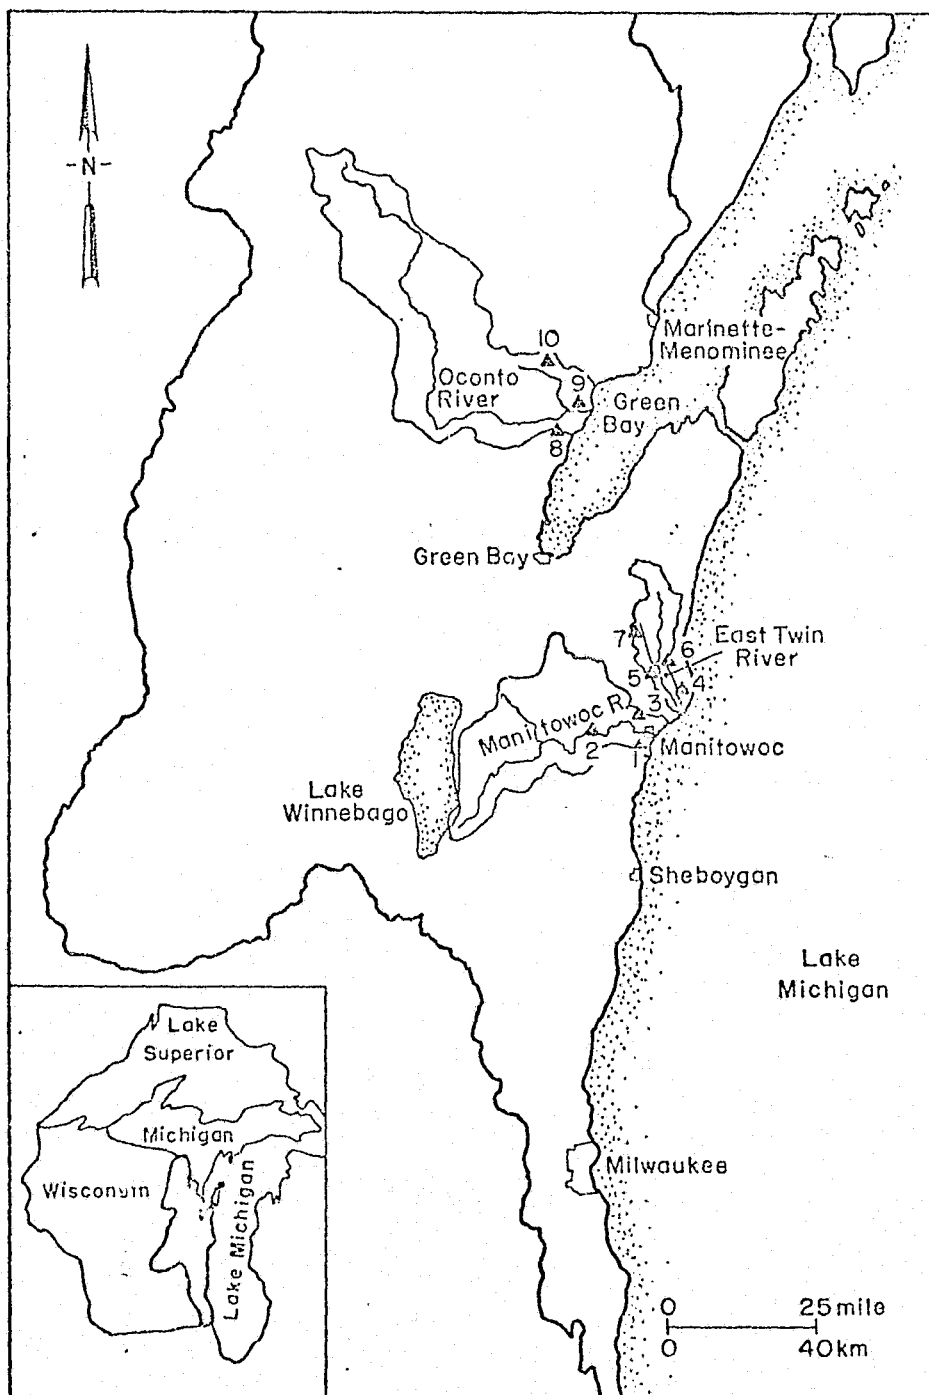 N
Marinette-
Menominee
10
9
Oconto
River
Green
Bay
8
Green Bay
7
6
East Twin
River
5
4
3
Manitowoc R.
2
1
Manitowoc
Lake
Winnebago
Sheboygan
Lake
Michigan
Lake
Superior
Michigan
Wisconsin
Lake Michigan
Milwaukee
0 25 mile
0 40 km